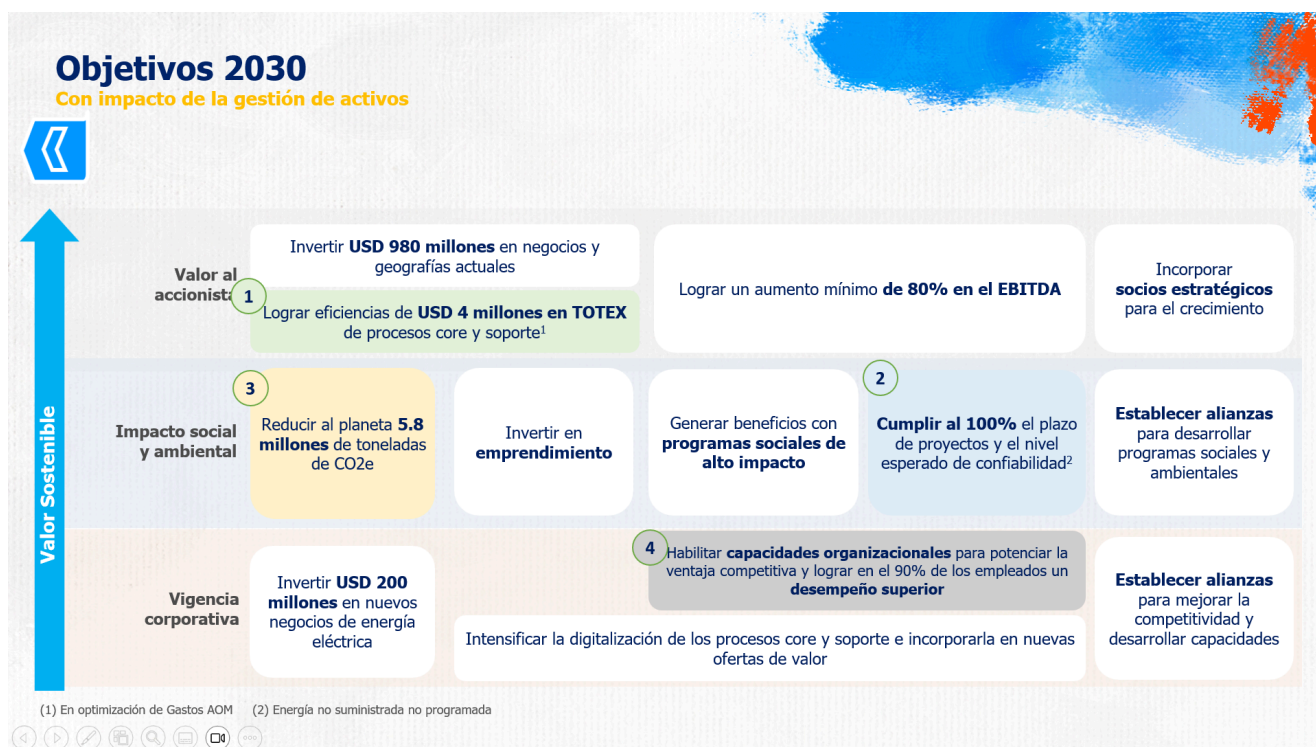 Objetivos 2030
Con impacto de la gestión de activos
Valor Sostenible
Valor al
accionist
1
Invertir USD 980 millones en negocios y
geografías actuales
Lograr eficiencias de USD 4 millones en TOTEX
de procesos core y soporte¹
Lograr un aumento mínimo de 80% en el EBITDA
Incorporar
socios estratégicos
para el crecimiento
Impacto social
y ambiental
3
Reducir al planeta 5.8
millones de toneladas
de CO2e
Invertir en
emprendimiento
Generar beneficios con
programas sociales de
alto impacto
2
Cumplir al 100% el plazo
de proyectos y el nivel
esperado de confiabilidad²
Establecer alianzas
para desarrollar
programas sociales y
ambientales
Vigencia
corporativa
Invertir USD 200
millones en nuevos
negocios de energía
eléctrica
4
Habilitar capacidades organizacionales para potenciar la
ventaja competitiva y lograr en el 90% de los empleados un
desempeño superior
Intensificar la digitalización de los procesos core y soporte e incorporarla en nuevas
ofertas de valor
Establecer alianzas
para mejorar la
competitividad y
desarrollar capacidades
(1) En optimización de Gastos AOM (2) Energía no suministrada no programada